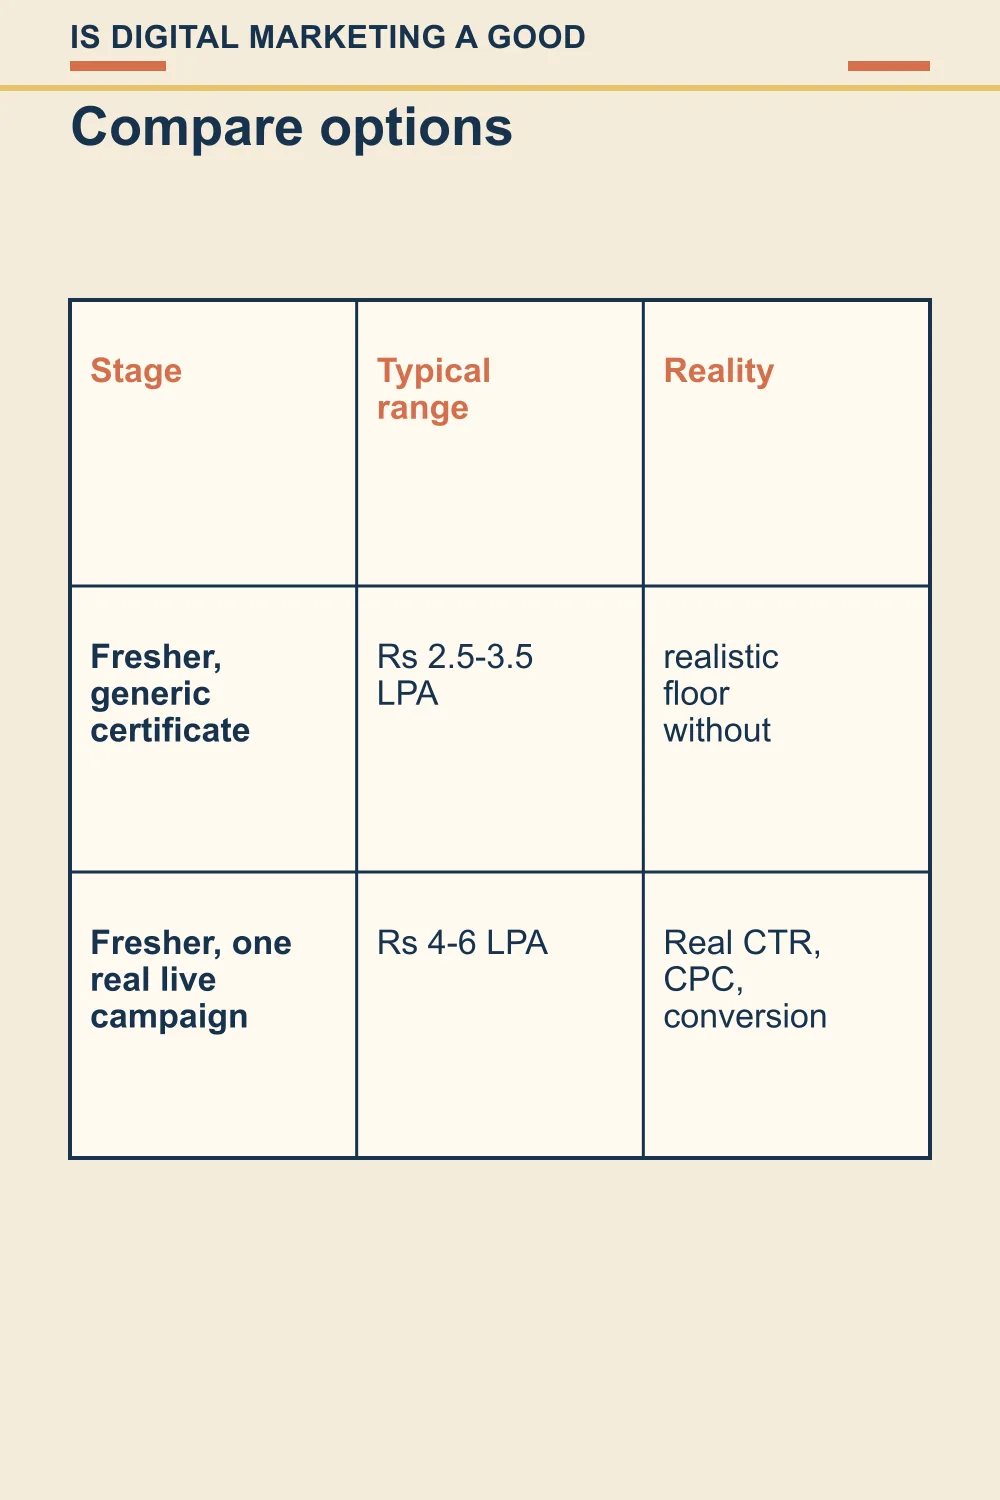 IS DIGITAL MARKETING A GOOD
Compare options
Stage
Typical
range
Reality
Fresher,
generic
certificate
Rs 2.5-3.5
LPA
realistic
floor
without
Fresher, one
real live
campaign
Rs 4-6 LPA
Real CTR,
CPC,
conversion